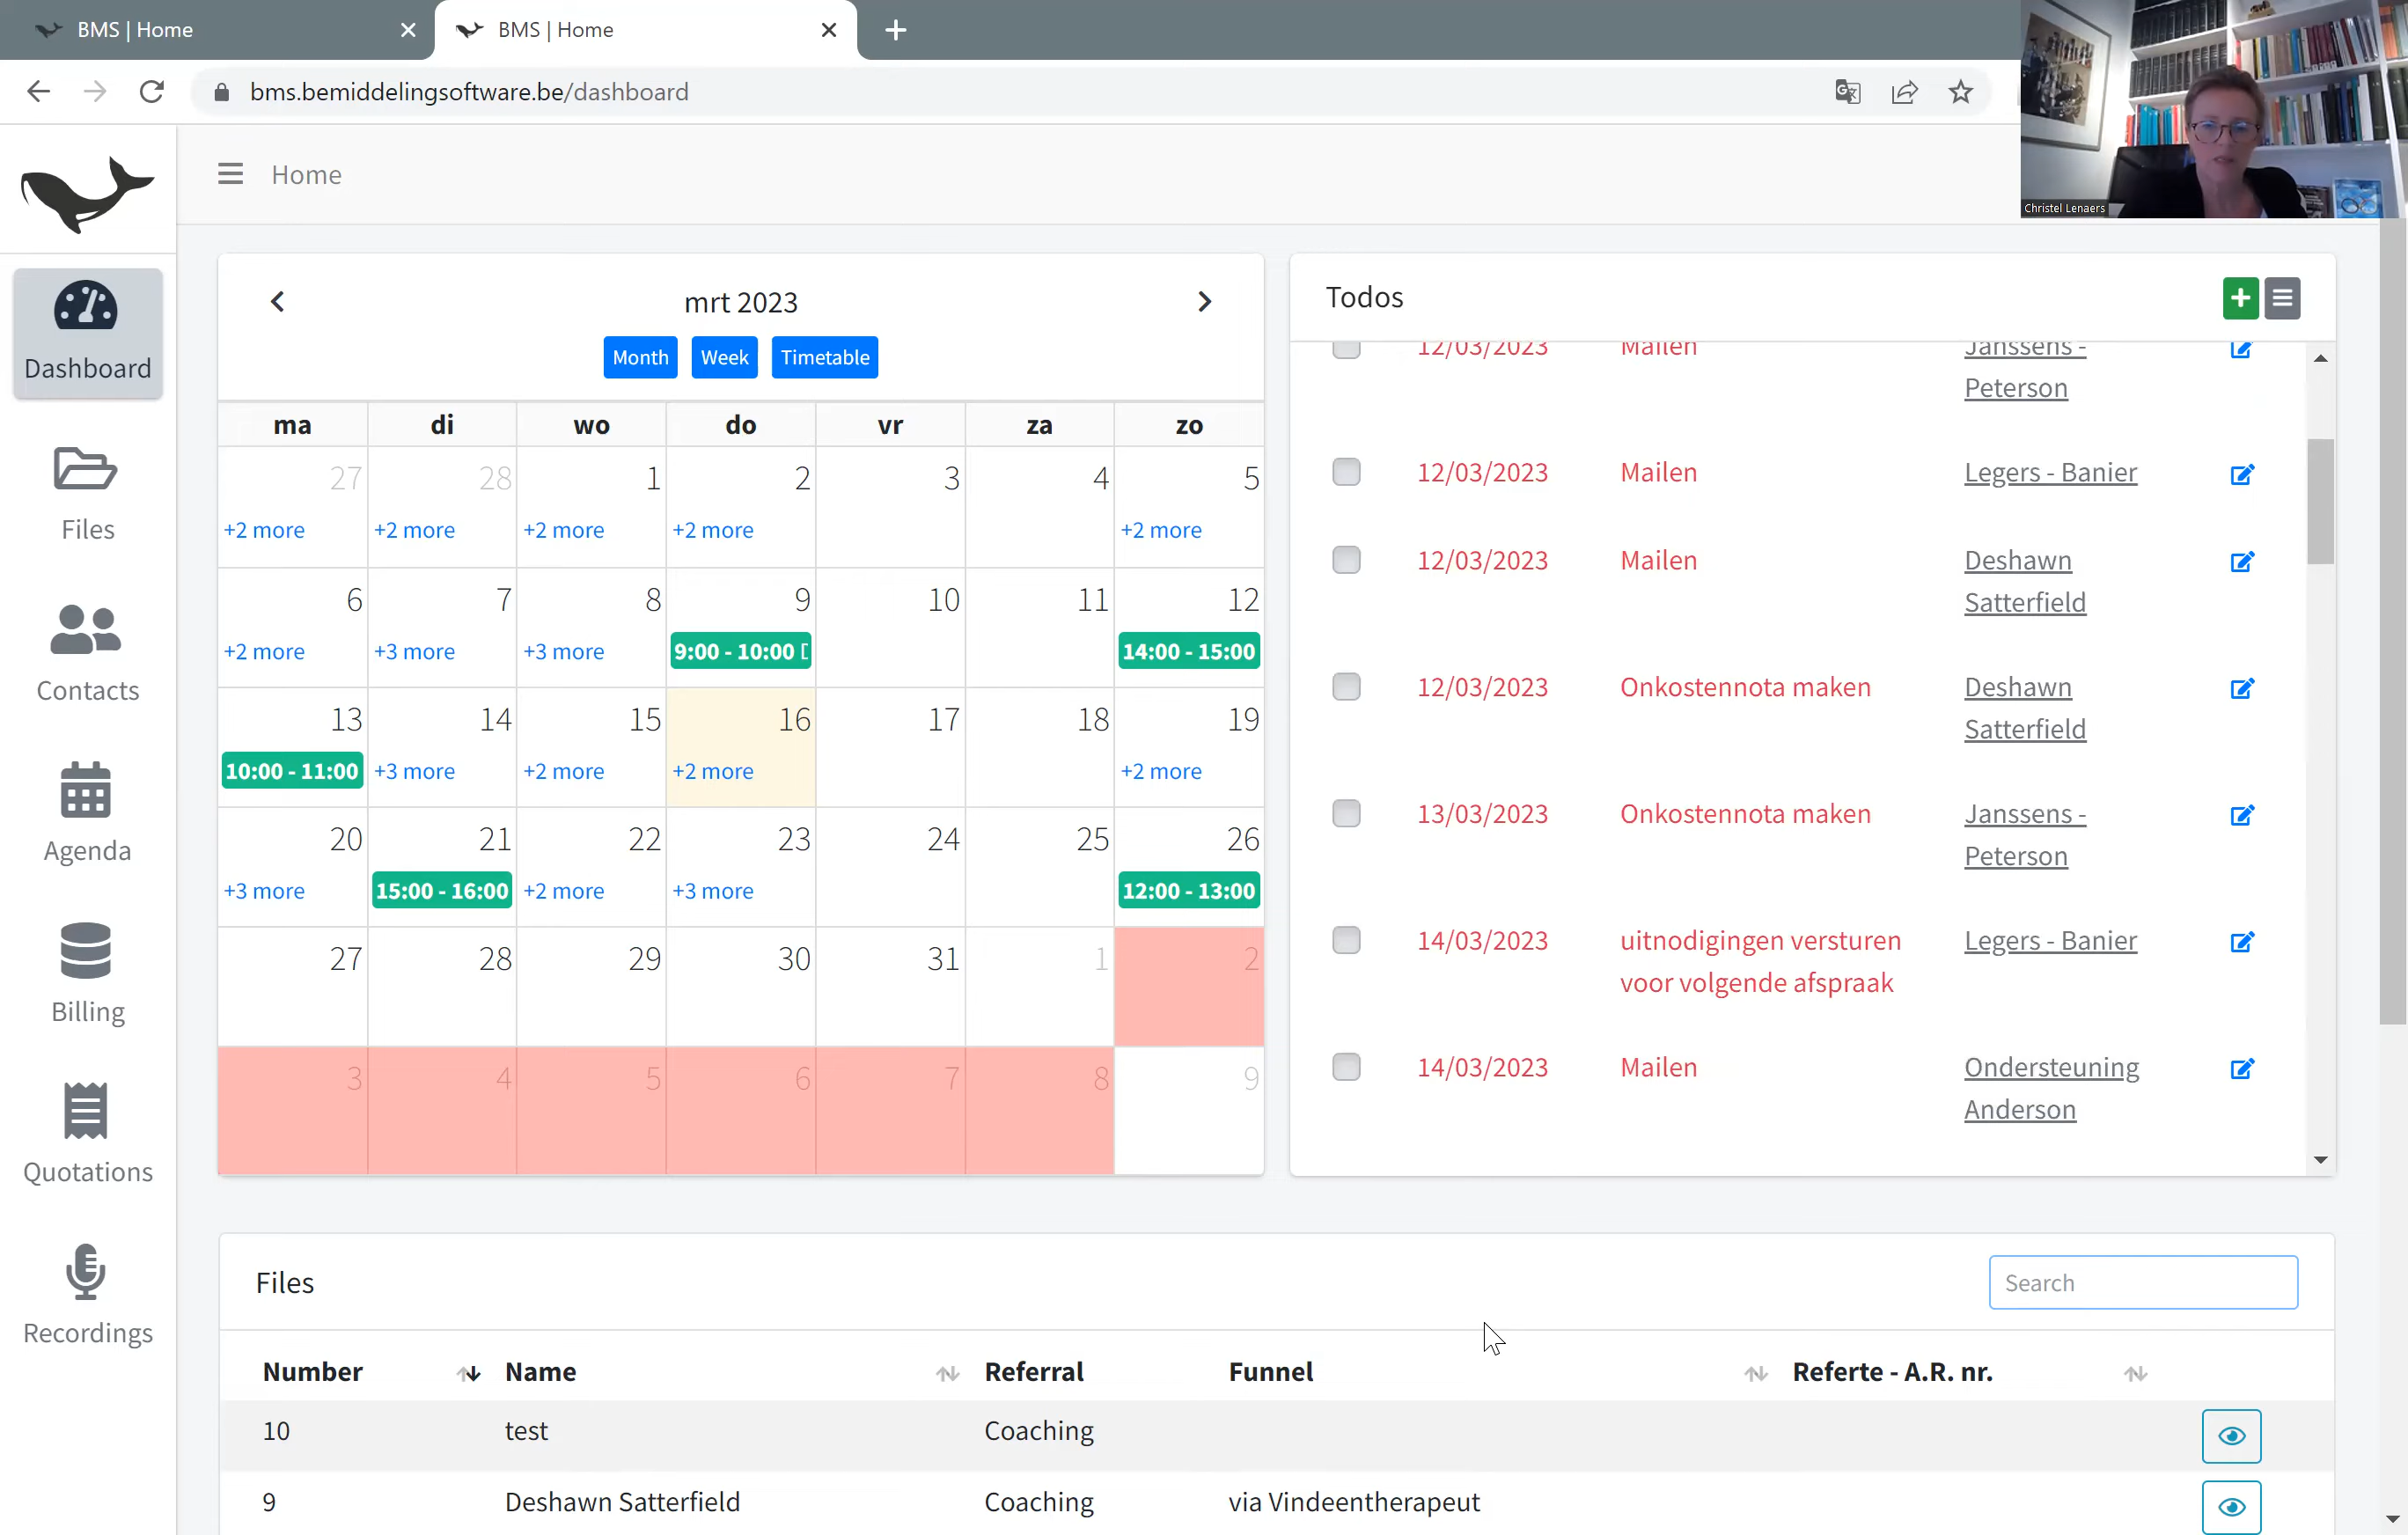 BMS | Home
BMS | Home
bms.bemiddelingsoftware.be/dashboard
Christel Lenaers
Home
Dashboard
Files
Contacts
Agenda
Billing
Quotations
Recordings
mrt 2023
Month Week Timetable
ma di wo do vr za zo
27 28 1 2 3 4 5
+2 more +2 more +2 more +2 more +2 more
6 7 8 9 10 11 12
+2 more +3 more +3 more 9:00 - 10:00 14:00 - 15:00
13 14 15 16 17 18 19
10:00 - 11:00 +3 more +2 more +2 more +2 more
20 21 22 23 24 25 26
+3 more 15:00 - 16:00 +2 more +3 more 12:00 - 13:00
27 28 29 30 31 1 2
3 4 5 6 7 8 9
Todos
12/03/2023 Mailen Janssens -
Peterson
12/03/2023 Mailen Legers - Banier
12/03/2023 Mailen Deshawn
Satterfield
12/03/2023 Onkostennota maken Deshawn
Satterfield
13/03/2023 Onkostennota maken Janssens -
Peterson
14/03/2023 uitnodigingen versturen Legers - Banier
voor volgende afspraak
14/03/2023 Mailen Ondersteuning
Anderson
Files Search
Number Name Referral Funnel Referte - A.R. nr.
10 test Coaching
9 Deshawn Satterfield Coaching via Vindeentherapeut